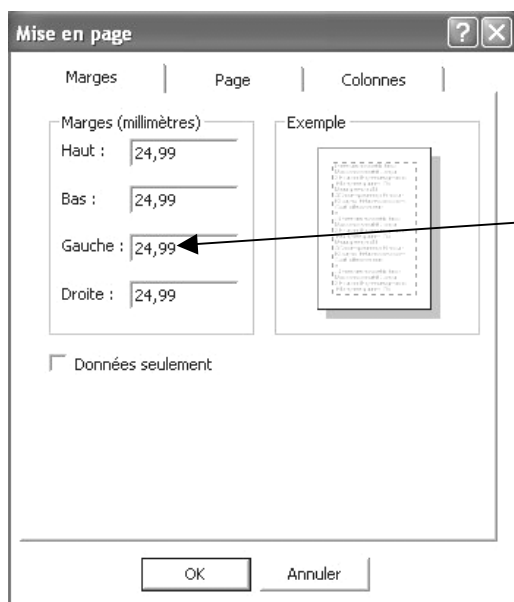 Mise en page
Marges
Page
Colonnes
Marges (millimètres)
Haut : 24,99
Bas : 24,99
Gauche : 24,99
Droite : 24,99
Exemple
Données seulement
OK
Annuler